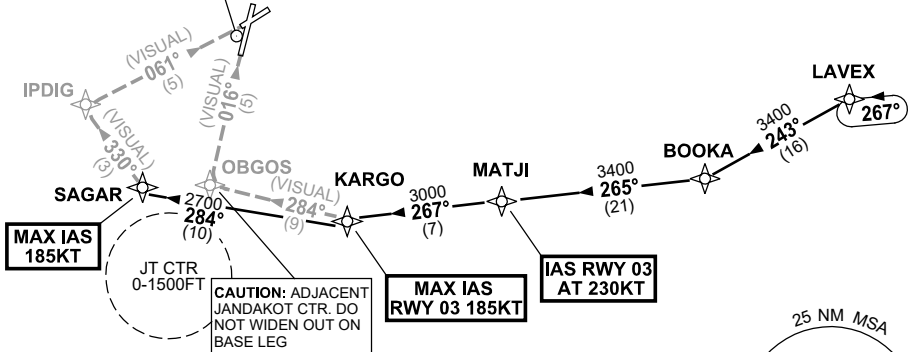 (VISUAL)
061°
(5)
IPDIG
(VISUAL)
016°
(5)
LAVEX
267°
3400
243°
(16)
BOOKA
(VISUAL)
330°
(3)
OBGOS
(VISUAL)
284°
(9)
KARGO
MATJI
3400
265°
(21)
3000
267°
(7)
SAGAR
2700
284°
(10)
MAX IAS
185KT
JT CTR
0-1500FT
CAUTION: ADJACENT
JANDAKOT CTR. DO
NOT WIDEN OUT ON
BASE LEG
MAX IAS
RWY 03 185KT
IAS RWY 03
AT 230KT
25 NM MSA